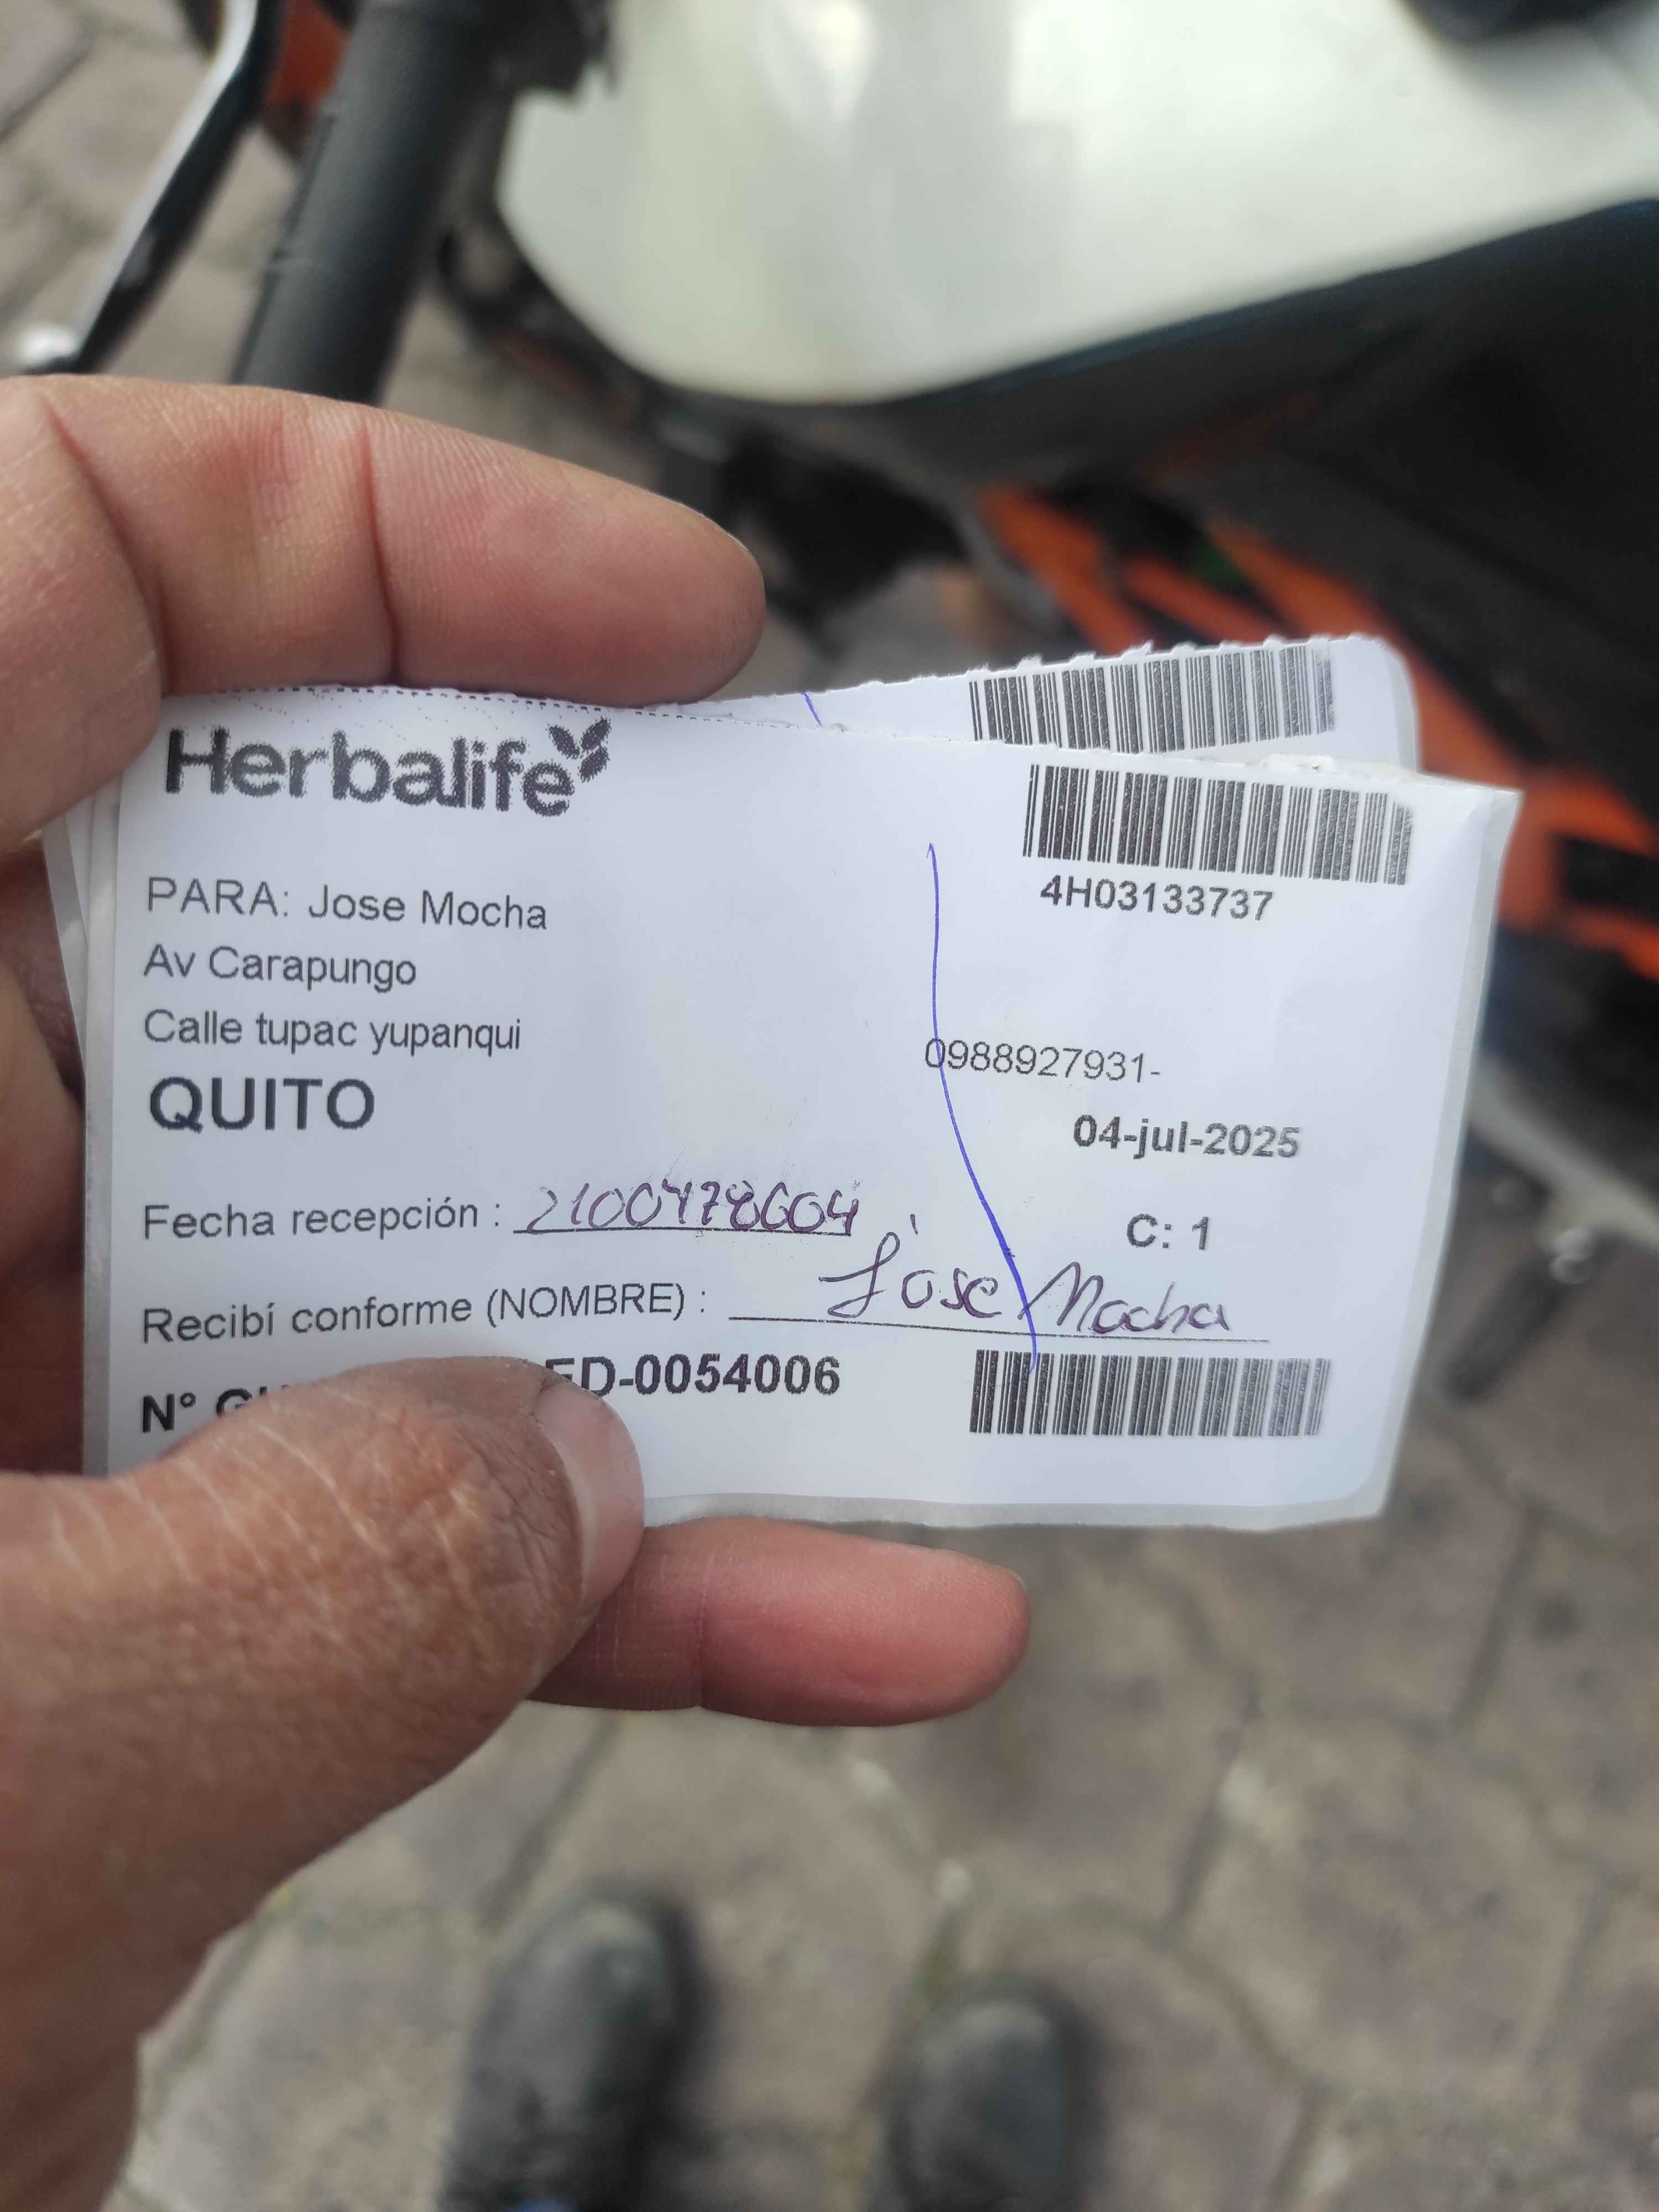 Herbalife
4H03133737
PARA: Jose Mocha
Av Carapungo
Calle tupac yupanqui
0988927931-
QUITO
04-jul-2025
Fecha recepción : 2100478604
C: 1
Recibí conforme (NOMBRE) : Jose Mocha
N° ED-0054006